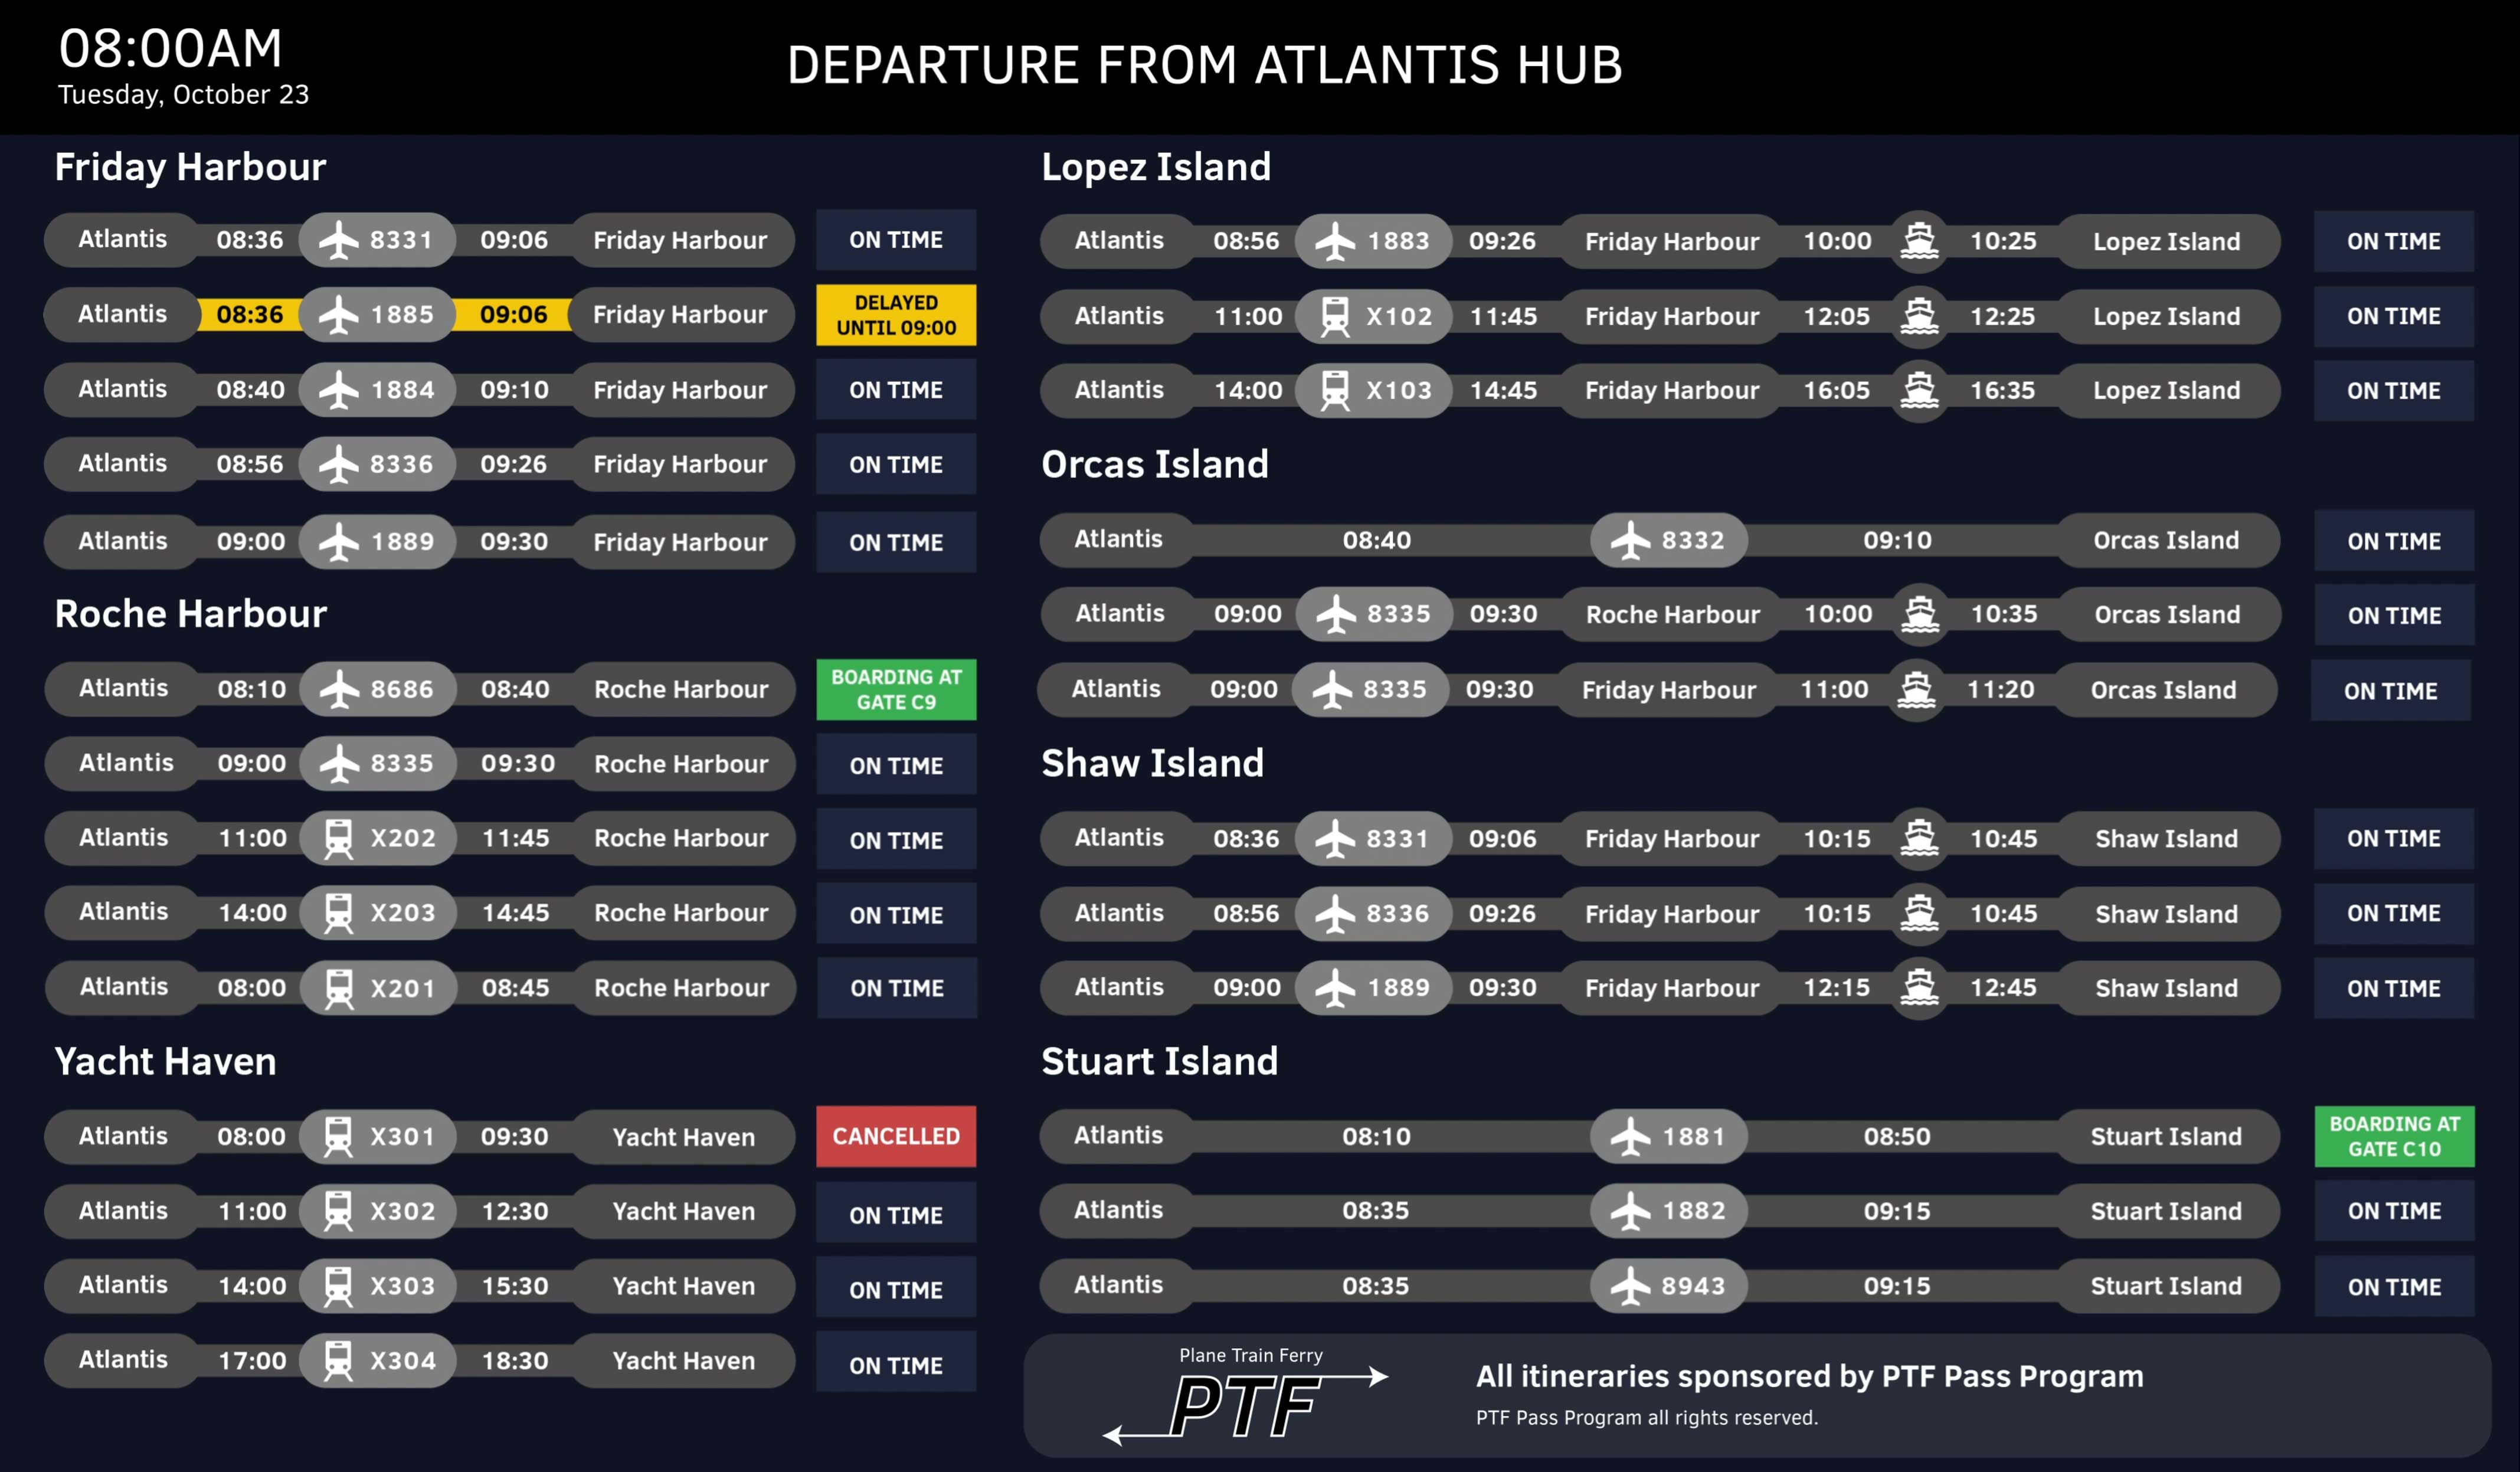 08:00AM
Tuesday, October 23
DEPARTURE FROM ATLANTIS HUB
Friday Harbour
Atlantis 08:36 8331 09:06 Friday Harbour ON TIME
Atlantis 08:36 1885 09:06 Friday Harbour DELAYED
UNTIL 09:00
Atlantis 08:40 1884 09:10 Friday Harbour ON TIME
Atlantis 08:56 8336 09:26 Friday Harbour ON TIME
Atlantis 09:00 1889 09:30 Friday Harbour ON TIME
Roche Harbour
Atlantis 08:10 8686 08:40 Roche Harbour BOARDING AT
GATE C9
Atlantis 09:00 8335 09:30 Roche Harbour ON TIME
Atlantis 11:00 X202 11:45 Roche Harbour ON TIME
Atlantis 14:00 X203 14:45 Roche Harbour ON TIME
Atlantis 08:00 X201 08:45 Roche Harbour ON TIME
Yacht Haven
Atlantis 08:00 X301 09:30 Yacht Haven CANCELLED
Atlantis 11:00 X302 12:30 Yacht Haven ON TIME
Atlantis 14:00 X303 15:30 Yacht Haven ON TIME
Atlantis 17:00 X304 18:30 Yacht Haven ON TIME
Lopez Island
Atlantis 08:56 1883 09:26 Friday Harbour 10:00 10:25 Lopez Island ON TIME
Atlantis 11:00 X102 11:45 Friday Harbour 12:05 12:25 Lopez Island ON TIME
Atlantis 14:00 X103 14:45 Friday Harbour 16:05 16:35 Lopez Island ON TIME
Orcas Island
Atlantis 08:40 8332 09:10 Orcas Island ON TIME
Atlantis 09:00 8335 09:30 Roche Harbour 10:00 10:35 Orcas Island ON TIME
Atlantis 09:00 8335 09:30 Friday Harbour 11:00 11:20 Orcas Island ON TIME
Shaw Island
Atlantis 08:36 8331 09:06 Friday Harbour 10:15 10:45 Shaw Island ON TIME
Atlantis 08:56 8336 09:26 Friday Harbour 10:15 10:45 Shaw Island ON TIME
Atlantis 09:00 1889 09:30 Friday Harbour 12:15 12:45 Shaw Island ON TIME
Stuart Island
Atlantis 08:10 1881 08:50 Stuart Island BOARDING AT
GATE C10
Atlantis 08:35 1882 09:15 Stuart Island ON TIME
Atlantis 08:35 8943 09:15 Stuart Island ON TIME
Plane Train Ferry
PTF
All itineraries sponsored by PTF Pass Program
PTF Pass Program all rights reserved.